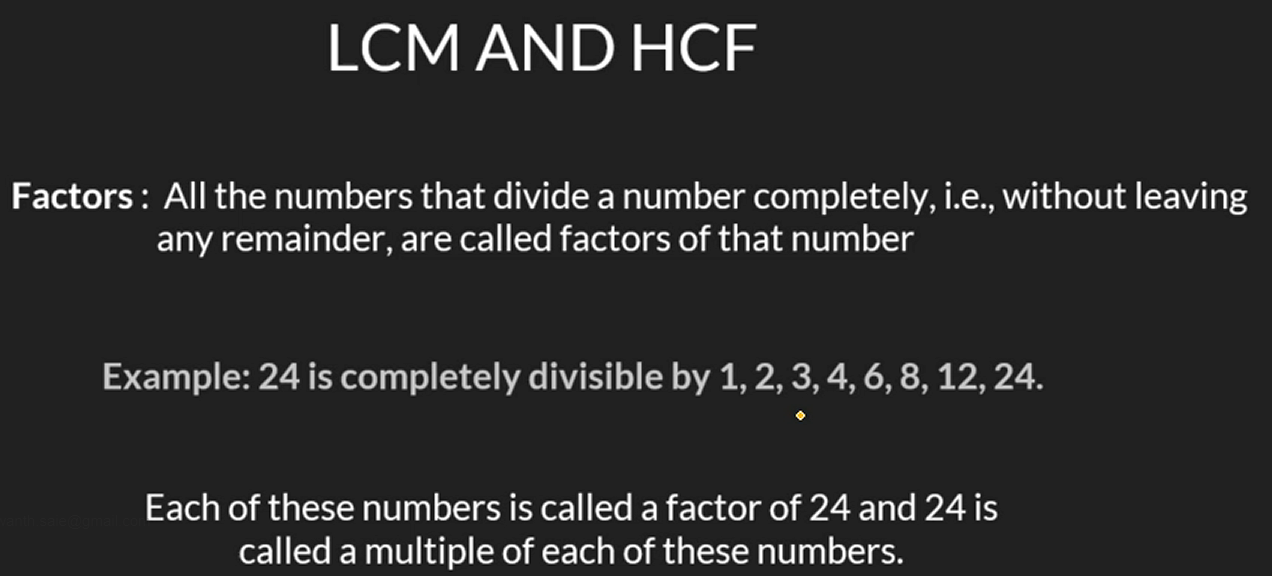 LCM AND HCF
Factors : All the numbers that divide a number completely, i.e., without leaving
any remainder, are called factors of that number
Example: 24 is completely divisible by 1, 2, 3, 4, 6, 8, 12, 24.
Each of these numbers is called a factor of 24 and 24 is
called a multiple of each of these numbers.